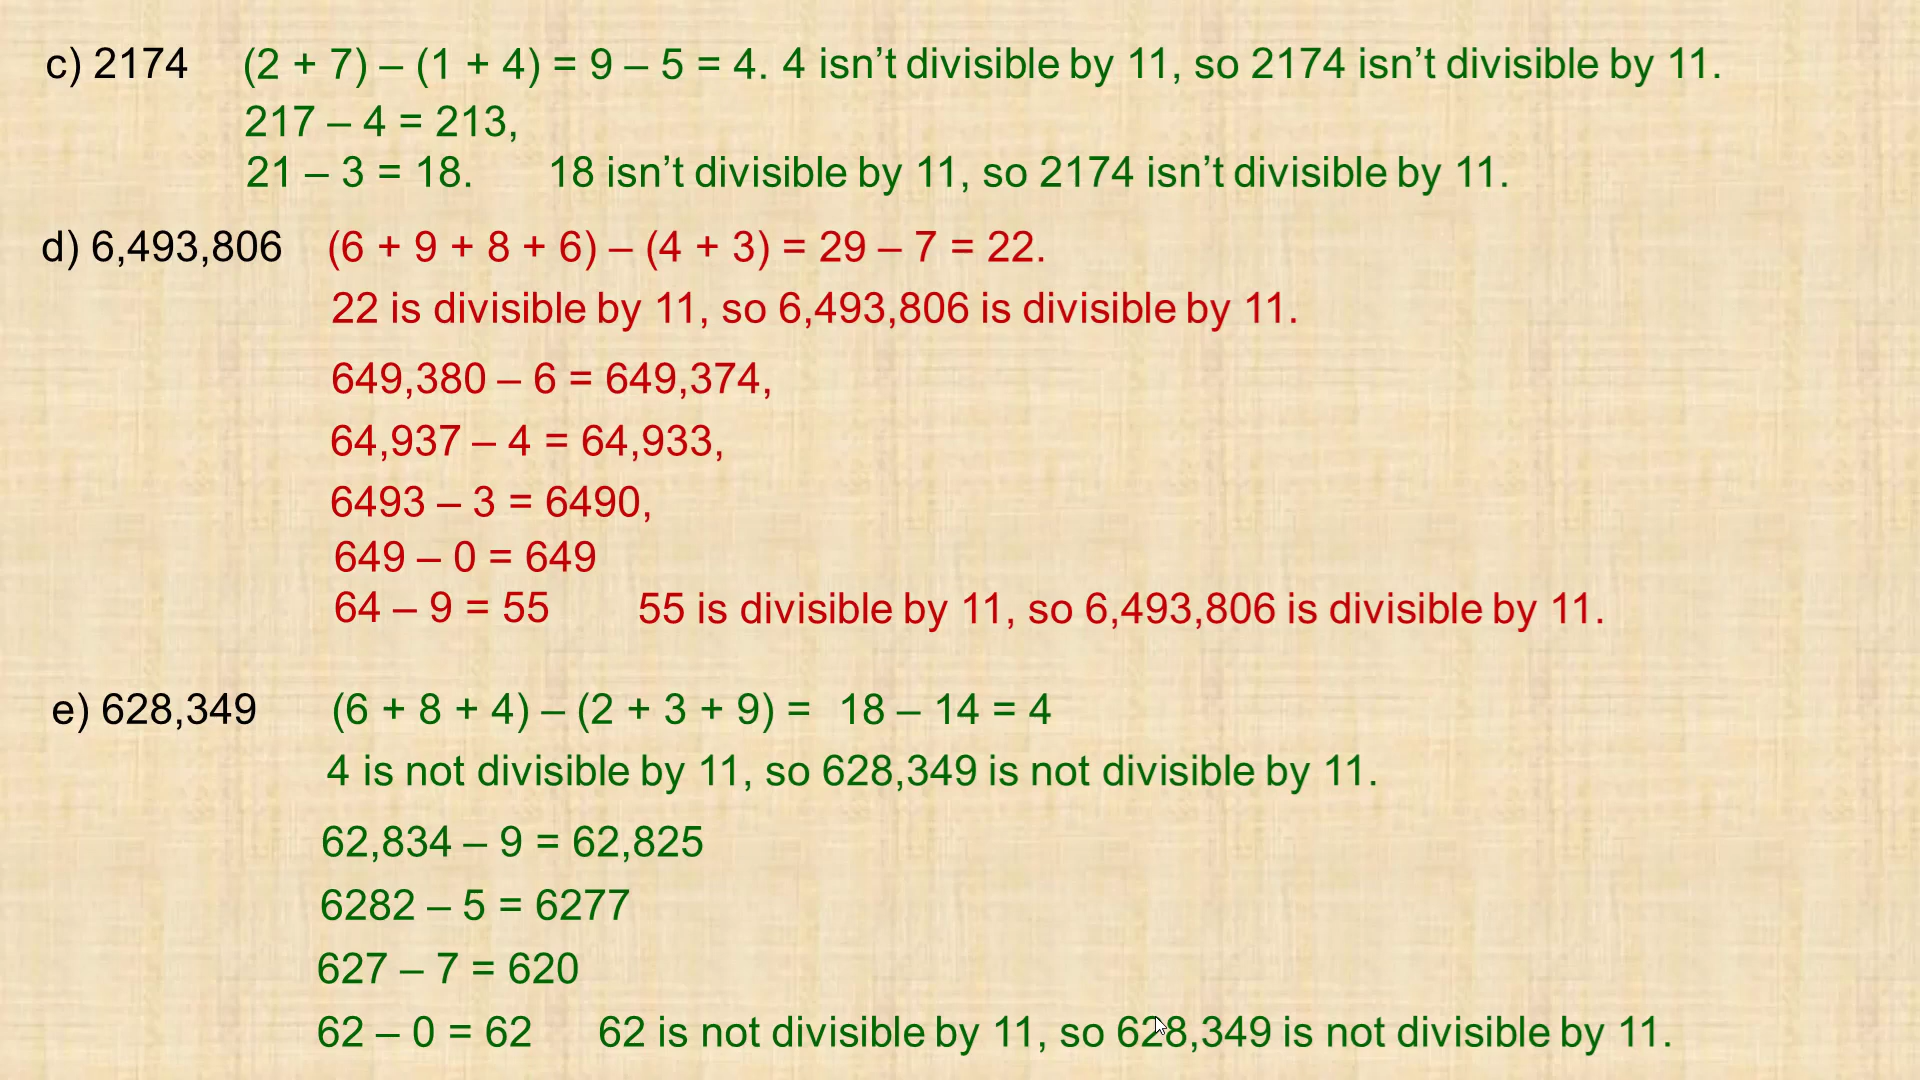 c) 2174 (2 + 7) – (1 + 4) = 9 – 5 = 4. 4 isn’t divisible by 11, so 2174 isn’t divisible by 11.
217 – 4 = 213,
21 – 3 = 18. 18 isn’t divisible by 11, so 2174 isn’t divisible by 11.
d) 6,493,806 (6 + 9 + 8 + 6) – (4 + 3) = 29 – 7 = 22.
22 is divisible by 11, so 6,493,806 is divisible by 11.
649,380 – 6 = 649,374,
64,937 – 4 = 64,933,
6493 – 3 = 6490,
649 – 0 = 649
64 – 9 = 55 55 is divisible by 11, so 6,493,806 is divisible by 11.
e) 628,349 (6 + 8 + 4) – (2 + 3 + 9) = 18 – 14 = 4
4 is not divisible by 11, so 628,349 is not divisible by 11.
62,834 – 9 = 62,825
6282 – 5 = 6277
627 – 7 = 620
62 – 0 = 62 62 is not divisible by 11, so 628,349 is not divisible by 11.